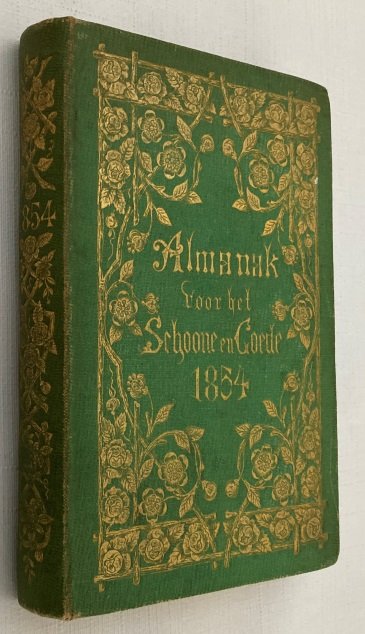 1854
Almanak
voor het
Schoone en Goede
1854